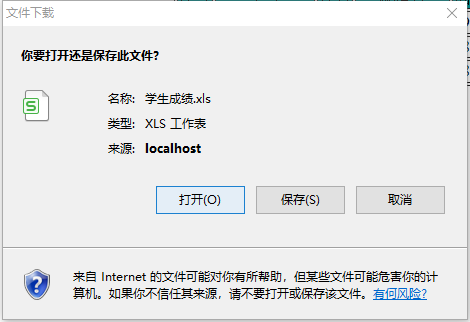 文件下载
你要打开还是保存此文件?
名称: 学生成绩.xls
类型: XLS 工作表
来源: localhost
打开(O) 保存(S) 取消
来自 Internet 的文件可能对你有所帮助，但某些文件可能危害你的计
算机。如果你不信任其来源，请不要打开或保存该文件。有何风险?